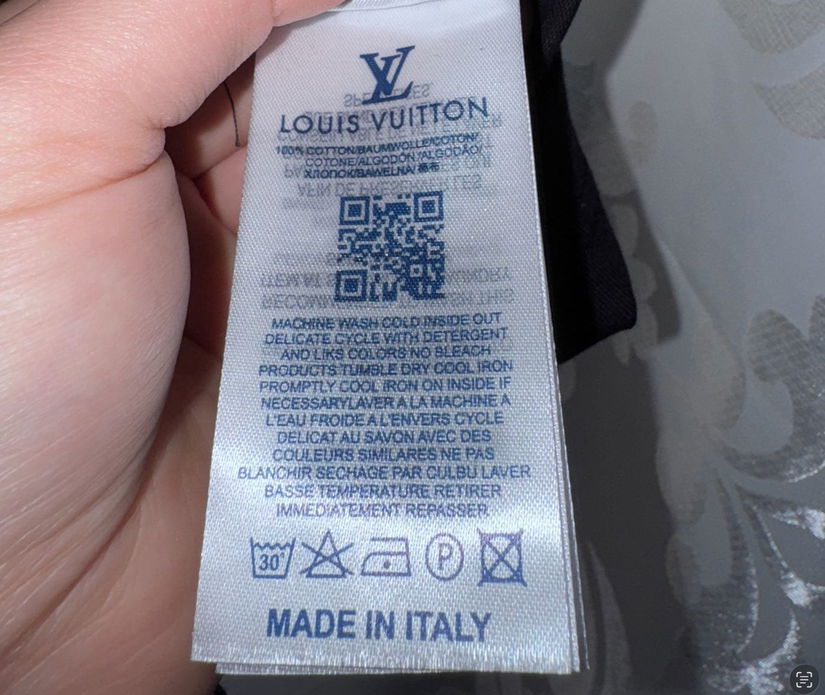 LV
LOUIS VUITTON
100% COTTON/BAUMWOLLE/COTON/
COTONE/ALGODÓN/ALGODÃO/
ХЛОПОК/BAWEŁNA/
MACHINE WASH COLD INSIDE OUT
DELICATE CYCLE WITH DETERGENT
AND LIKS COLORS NO BLEACH
PRODUCTS TUMBLE DRY COOL IRON
PROMPTLY COOL IRON ON INSIDE IF
NECESSARYLAVER A LA MACHINE A
L'EAU FROIDE A L'ENVERS CYCLE
DELICAT AU SAVON AVEC DES
COULEURS SIMILARES NE PAS
BLANCHIR SECHAGE PAR CULBU LAVER
BASSE TEMPERATURE RETIRER
IMMEDIATEMENT REPASSER
30° P
MADE IN ITALY